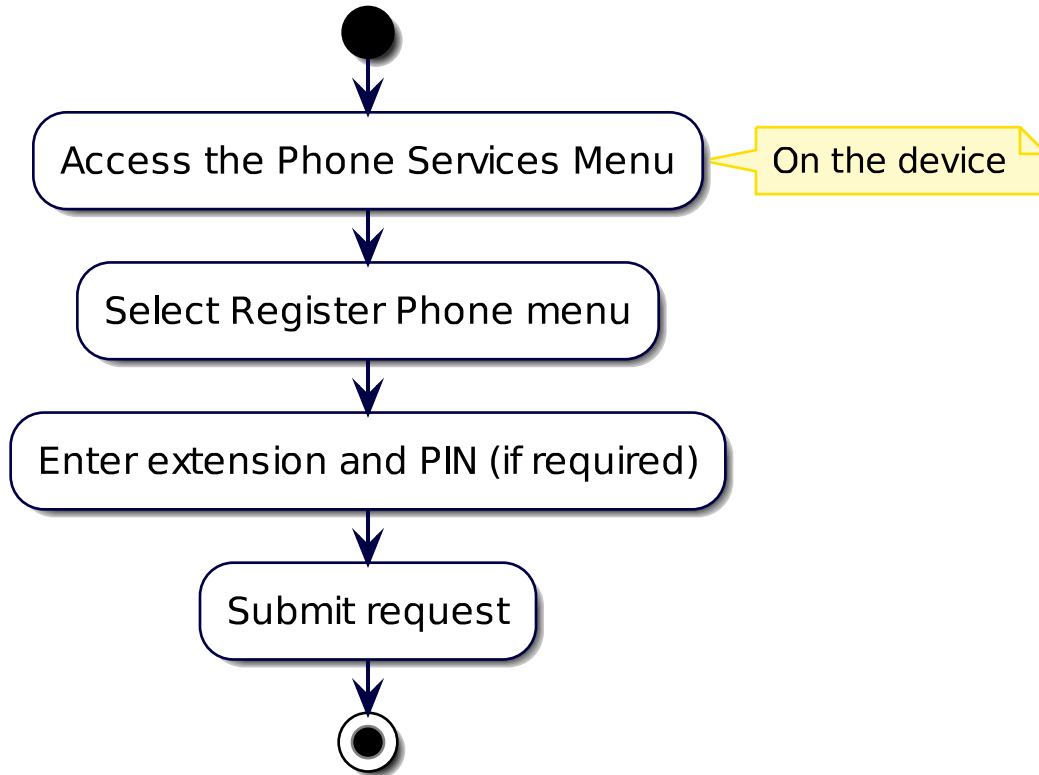 Access the Phone Services Menu
On the device
Select Register Phone menu
Enter extension and PIN (if required)
Submit request